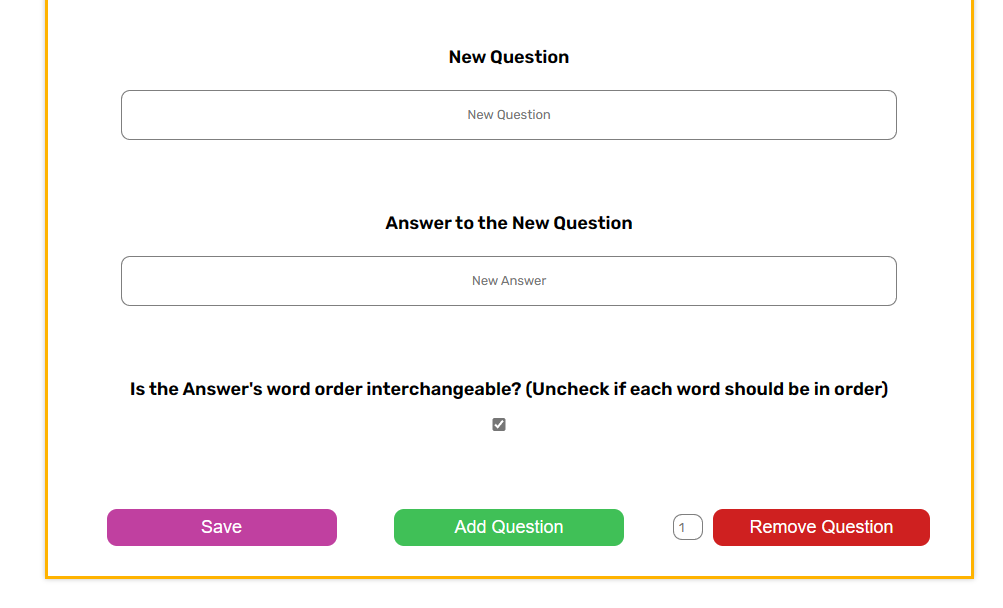 New Question
New Question
Answer to the New Question
New Answer
Is the Answer's word order interchangeable? (Uncheck if each word should be in order)
Save Add Question 1 Remove Question